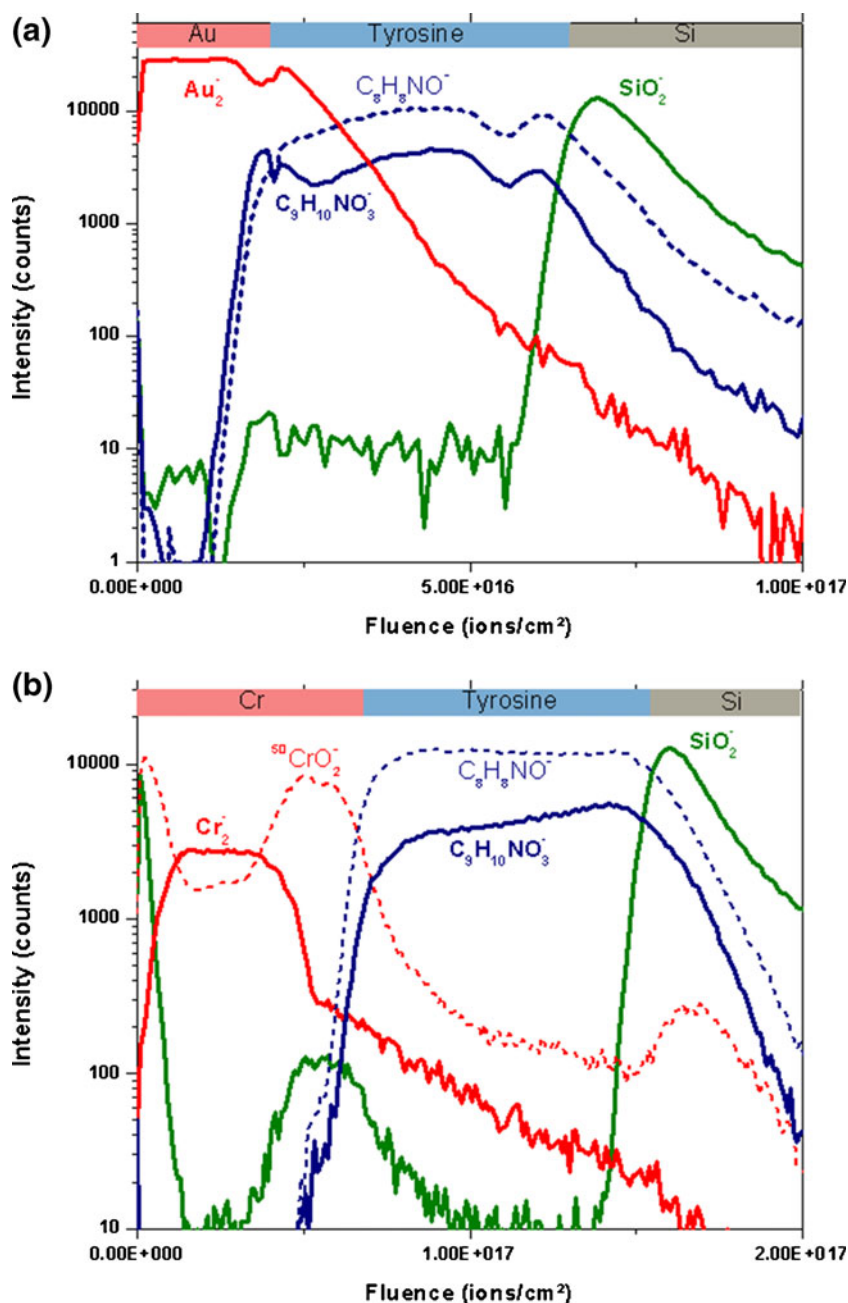 (a)
Au Tyrosine Si
Au₂⁻ C₈H₈NO⁻ SiO₂⁻
C₉H₁₀NO₃⁻
10000
1000
100
10
1
Intensity (counts)
0.00E+000 5.00E+016 1.00E+017
Fluence (ions/cm²)
(b)
Cr Tyrosine Si
⁵⁰CrO₂⁻ C₈H₈NO⁻ SiO₂⁻
Cr₂⁻ C₉H₁₀NO₃⁻
10000
1000
100
10
Intensity (counts)
0.00E+000 1.00E+017 2.00E+017
Fluence (ions/cm²)